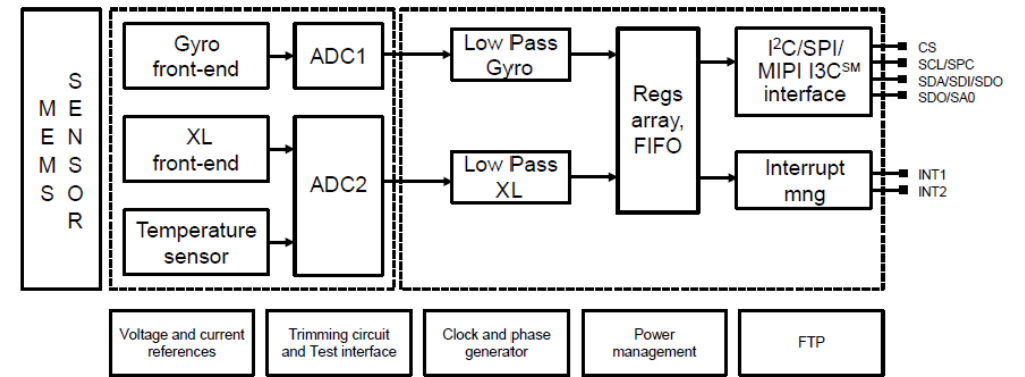 MEMS
SENSOR
Gyro
front-end
ADC1
Low Pass
Gyro
Regs
array,
FIFO
I²C/SPI/
MIPI I3C℠
interface
CS
SCL/SPC
SDA/SDI/SDO
SDO/SA0
XL
front-end
ADC2
Low Pass
XL
Interrupt
mng
INT1
INT2
Temperature
sensor
Voltage and current
references
Trimming circuit
and Test interface
Clock and phase
generator
Power
management
FTP